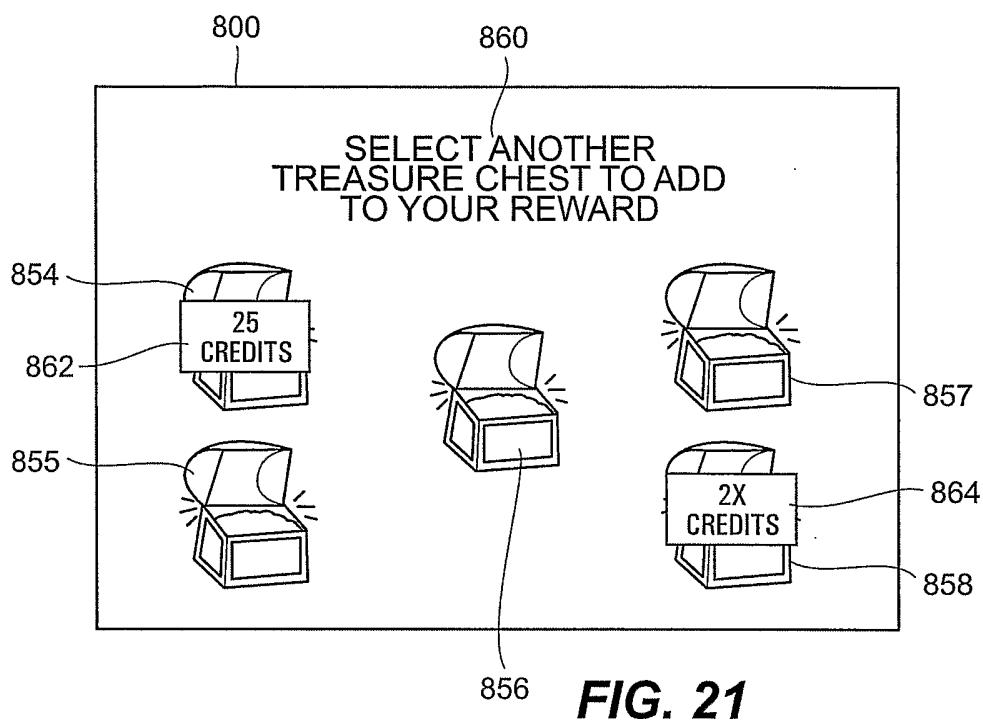 800
860
SELECT ANOTHER
TREASURE CHEST TO ADD
TO YOUR REWARD
854
25
CREDITS
862
857
855
2X
CREDITS
864
858
856
FIG. 21